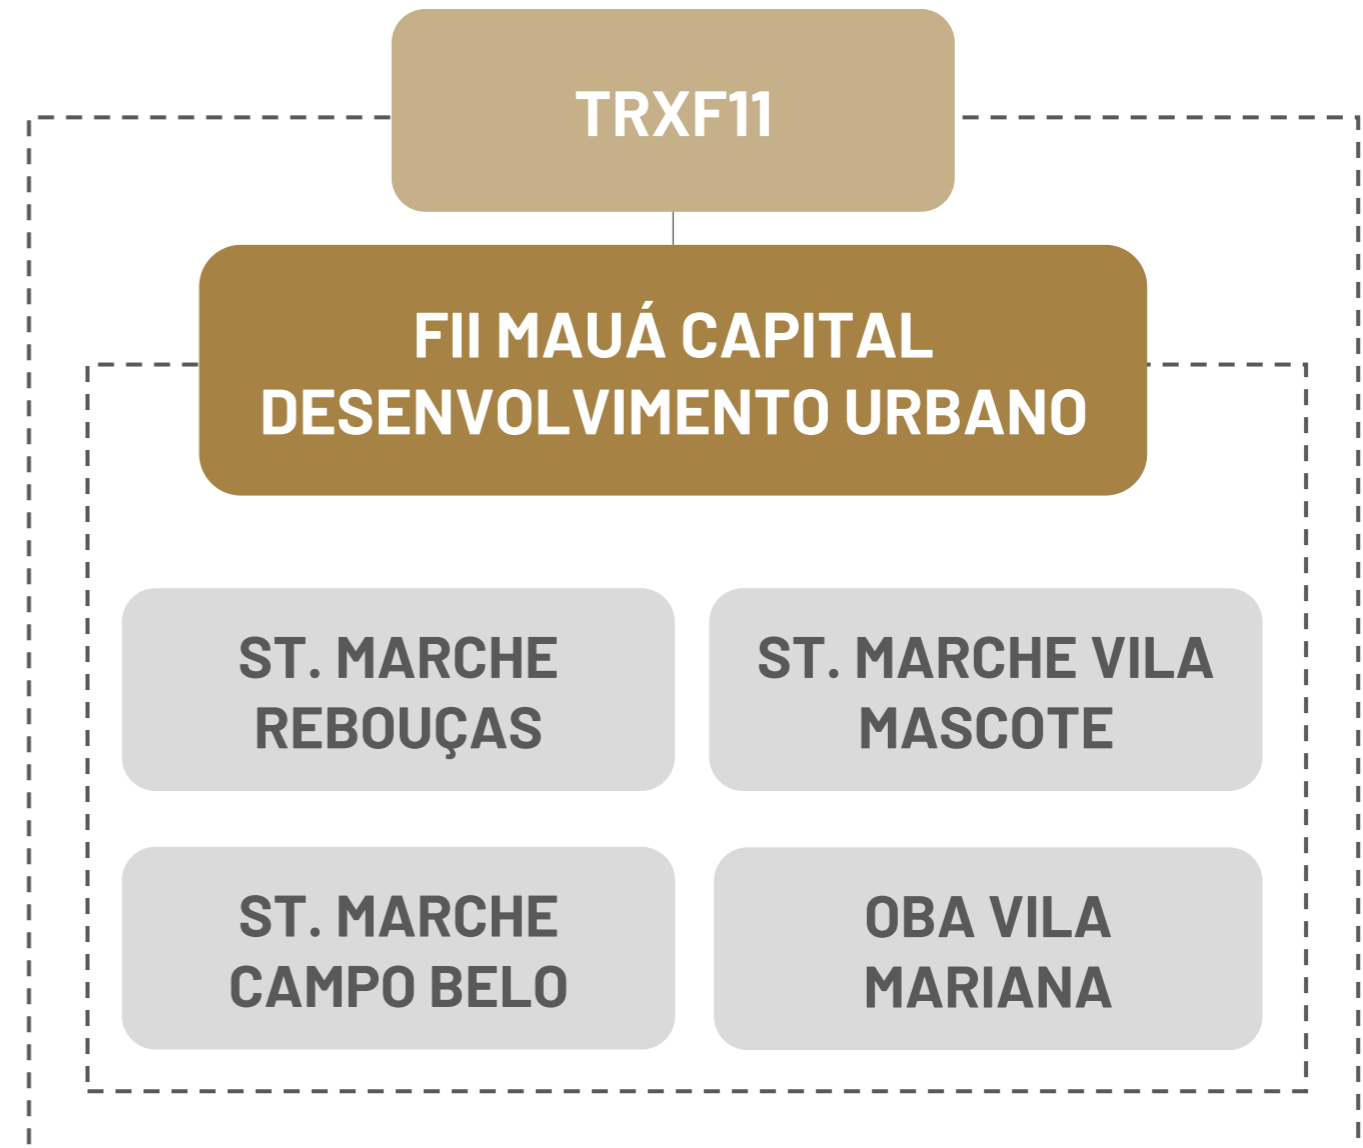 TRXF11
FII MAUÁ CAPITAL
DESENVOLVIMENTO URBANO
ST. MARCHE
REBOUÇAS
ST. MARCHE VILA
MASCOTE
ST. MARCHE
CAMPO BELO
OBA VILA
MARIANA